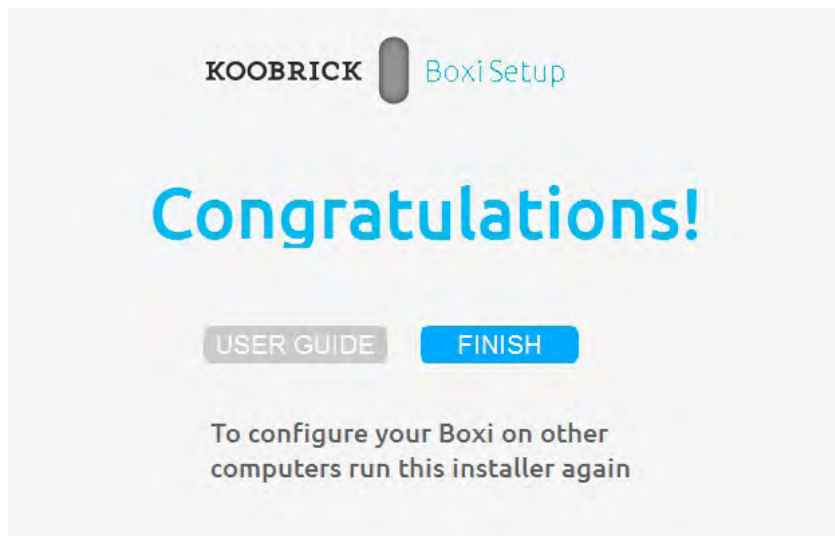 KOOBRICK Boxi Setup
Congratulations!
USER GUIDE FINISH
To configure your Boxi on other
computers run this installer again